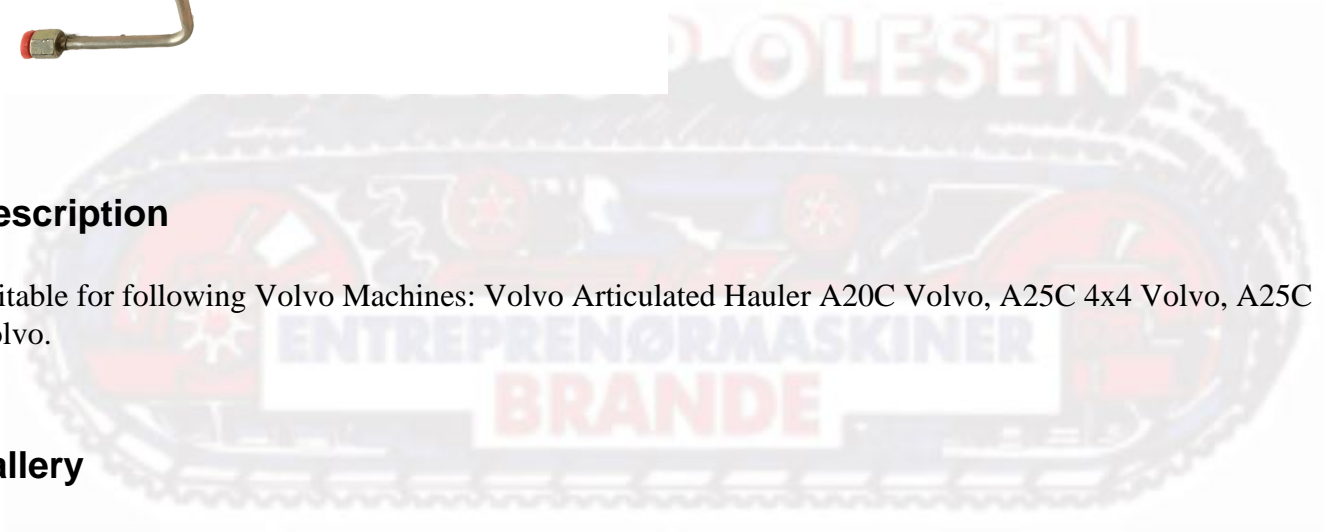 P OLESEN
escription
itable for following Volvo Machines: Volvo Articulated Hauler A20C Volvo, A25C 4x4 Volvo, A25C
olvo.
ENTREPRENØRMASKINER
BRANDE
allery